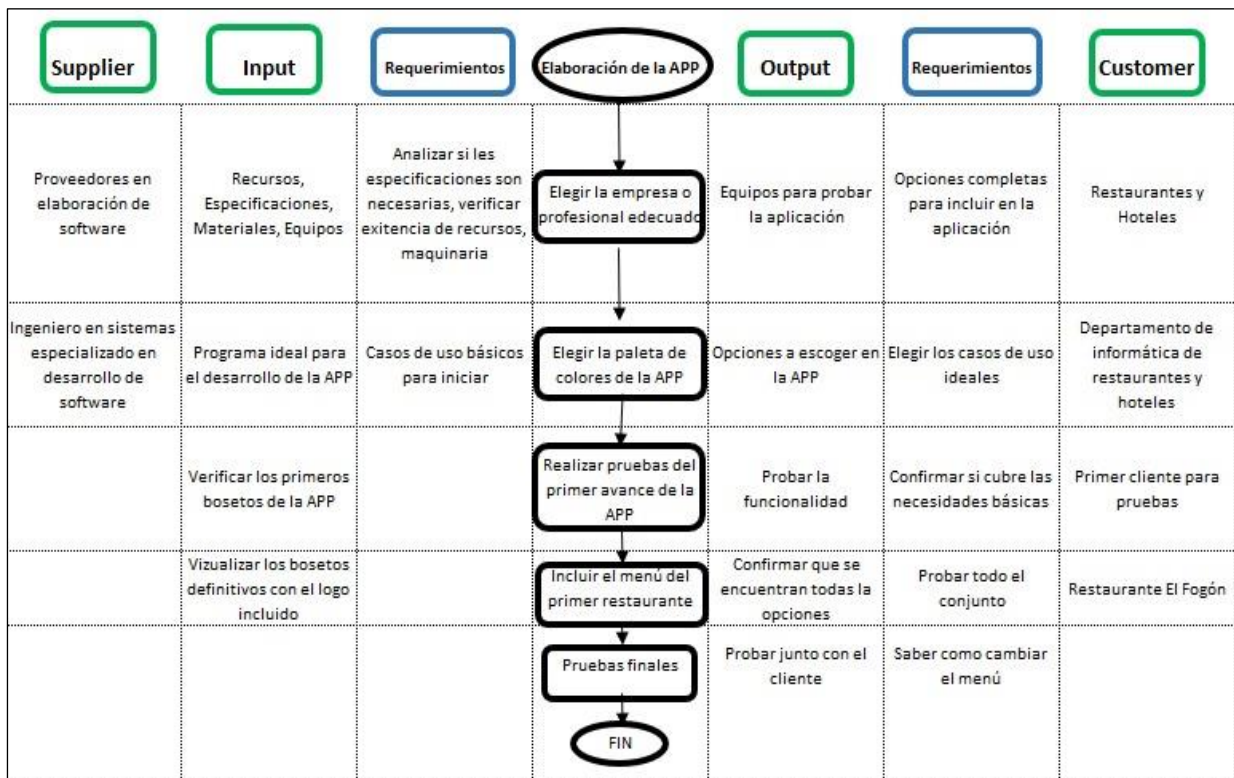 Supplier
Input
Requerimientos
Elaboración de la APP
Output
Requerimientos
Customer
Proveedores en
elaboración de
software
Recursos,
Especificaciones,
Materiales, Equipos
Analizar si les
especificaciones son
necesarias, verificar
exitencia de recursos,
maquinaria
Elegir la empresa o
profesional edecuado
Equipos para probar
la aplicación
Opciones completas
para incluir en la
aplicación
Restaurantes y
Hoteles
Ingeniero en sistemas
especializado en
desarrollo de
software
Programa ideal para
el desarrollo de la APP
Casos de uso básicos
para iniciar
Elegir la paleta de
colores de la APP
Opciones a escoger en
la APP
Elegir los casos de uso
ideales
Departamento de
informática de
restaurantes y
hoteles
Verificar los primeros
bosetos de la APP
Realizar pruebas del
primer avance de la
APP
Probar la
funcionalidad
Confirmar si cubre las
necesidades básicas
Primer cliente para
pruebas
Vizualizar los bosetos
definitivos con el logo
incluido
Incluir el menú del
primer restaurante
Confirmar que se
encuentran todas la
opciones
Probar todo el
conjunto
Restaurante El Fogón
Pruebas finales
Probar junto con el
cliente
Saber como cambiar
el menú
FIN